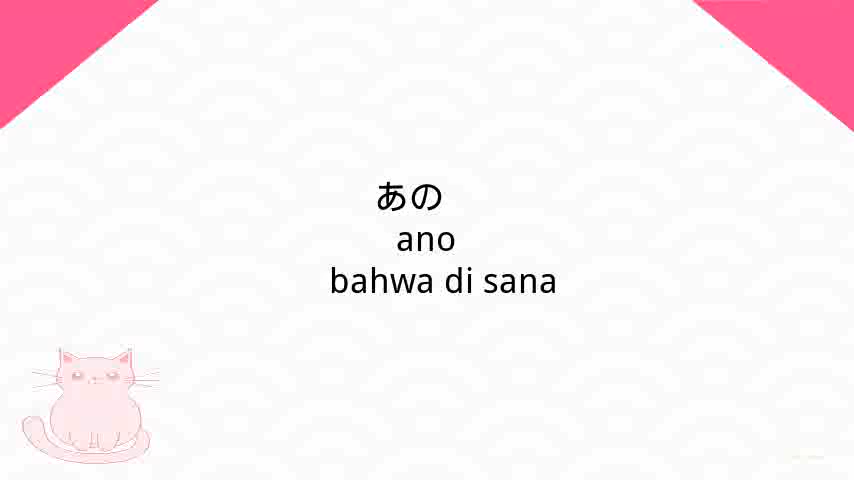 あの
ano
bahwa di sana